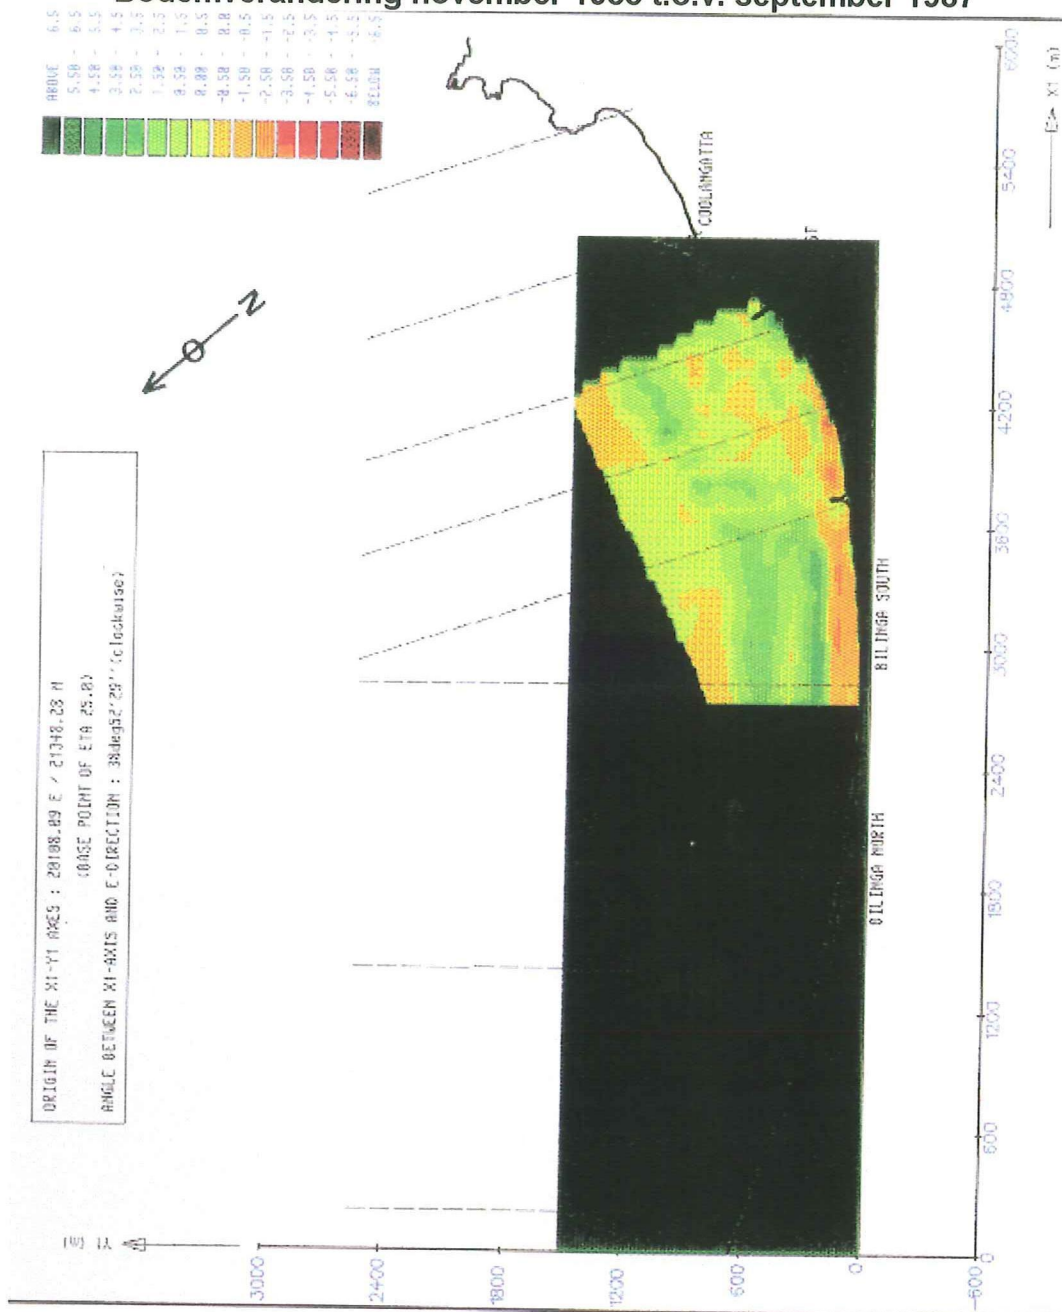 Bodemverandering november t.o.v. september 1987
ABOVE 6.5
5.50 - 6.5
4.50 - 5.5
3.50 - 4.5
2.50 - 3.5
1.50 - 2.5
0.50 - 1.5
0.00 - 0.5
-0.50 - 0.0
-1.50 - -0.5
-2.50 - -1.5
-3.50 - -2.5
-4.50 - -3.5
-5.50 - -4.5
-6.50 - -5.5
BELOW -6.5
N
ORIGIN OF THE X1-Y1 AXES : 20108.09 E / 21348.28 N
(BASE POINT OF ETA 25.0)
ANGLE BETWEEN X1-AXIS AND E-DIRECTION : 38deg52'29''(clockwise)
COOLANGATTA
ST
BILINGA SOUTH
BILINGA NORTH
3000
2400
1800
1200
600
0
-600
0
600
1200
1800
2400
3000
3600
4200
4800
5400
6000
X1 (m)